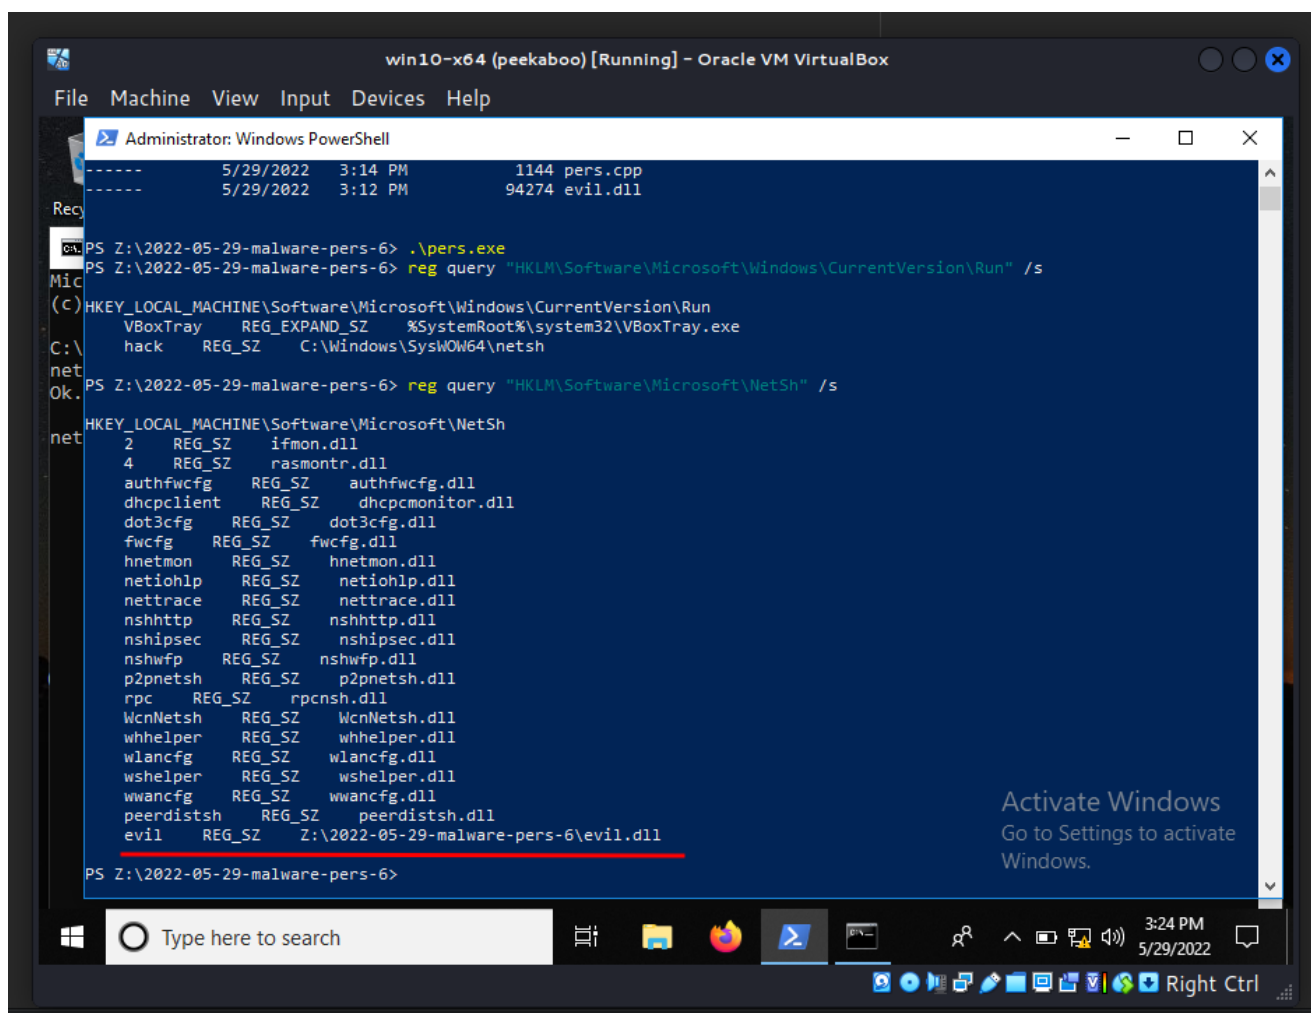 win10-x64 (peekaboo) [Running] - Oracle VM VirtualBox
File Machine View Input Devices Help
Administrator: Windows PowerShell
------ 5/29/2022 3:14 PM 1144 pers.cpp
------ 5/29/2022 3:12 PM 94274 evil.dll
Recy
PS Z:\2022-05-29-malware-pers-6> .\pers.exe
PS Z:\2022-05-29-malware-pers-6> reg query "HKLM\Software\Microsoft\Windows\CurrentVersion\Run" /s
Mic
(c)
HKEY_LOCAL_MACHINE\Software\Microsoft\Windows\CurrentVersion\Run
VBoxTray REG_EXPAND_SZ %SystemRoot%\system32\VBoxTray.exe
hack REG_SZ C:\Windows\SysWOW64\netsh
C:\
net
Ok.
PS Z:\2022-05-29-malware-pers-6> reg query "HKLM\Software\Microsoft\NetSh" /s
HKEY_LOCAL_MACHINE\Software\Microsoft\NetSh
net
2 REG_SZ ifmon.dll
4 REG_SZ rasmontr.dll
authfwcfg REG_SZ authfwcfg.dll
dhcpclient REG_SZ dhcpcmonitor.dll
dot3cfg REG_SZ dot3cfg.dll
fwcfg REG_SZ fwcfg.dll
hnetmon REG_SZ hnetmon.dll
netiohlp REG_SZ netiohlp.dll
nettrace REG_SZ nettrace.dll
nshhttp REG_SZ nshhttp.dll
nshipsec REG_SZ nshipsec.dll
nshwfp REG_SZ nshwfp.dll
p2pnetsh REG_SZ p2pnetsh.dll
rpc REG_SZ rpcnsh.dll
WcnNetsh REG_SZ WcnNetsh.dll
whhelper REG_SZ whhelper.dll
wlancfg REG_SZ wlancfg.dll
wshelper REG_SZ wshelper.dll
wwancfg REG_SZ wwancfg.dll
peerdistsh REG_SZ peerdistsh.dll
evil REG_SZ Z:\2022-05-29-malware-pers-6\evil.dll
PS Z:\2022-05-29-malware-pers-6>
Activate Windows
Go to Settings to activate
Windows.
Type here to search
3:24 PM
5/29/2022
Right Ctrl